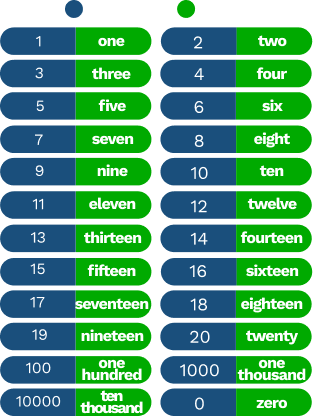 1 one 2 two
3 three 4 four
5 five 6 six
7 seven 8 eight
9 nine 10 ten
11 eleven 12 twelve
13 thirteen 14 fourteen
15 fifteen 16 sixteen
17 seventeen 18 eighteen
19 nineteen 20 twenty
100 one hundred 1000 one thousand
10000 ten thousand 0 zero